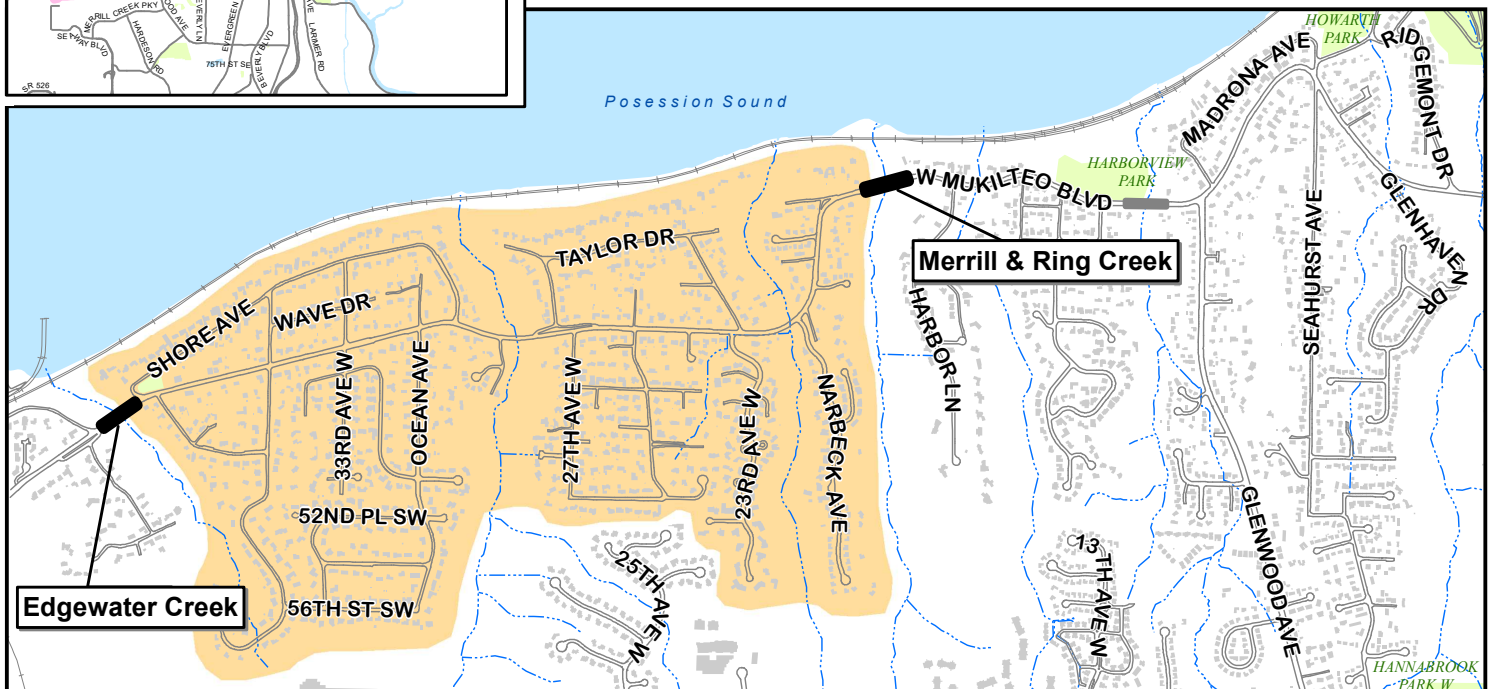 MERRILL CREEK PKY
SEAWAY BLVD
HARDESON RD
BEVERLY LN
EVERGREEN
BEVERLY BLVD
LARIMER RD
75TH ST SE
SR 526
Posession Sound
HOWARTH
PARK
RIDGEMONT DR
MADRONA AVE
HARBORVIEW
PARK
W MUKILTEO BLVD
GLENHAVEN DR
SEAHURST AVE
Merrill & Ring Creek
TAYLOR DR
SHORE AVE
WAVE DR
33RD AVE W
OCEAN AVE
27TH AVE W
23RD AVE W
NARBECK AVE
HARBOR LN
52ND PL SW
56TH ST SW
Edgewater Creek
25TH AVE W
13TH AVE W
GLENWOOD AVE
HANNABROOK
PARK W